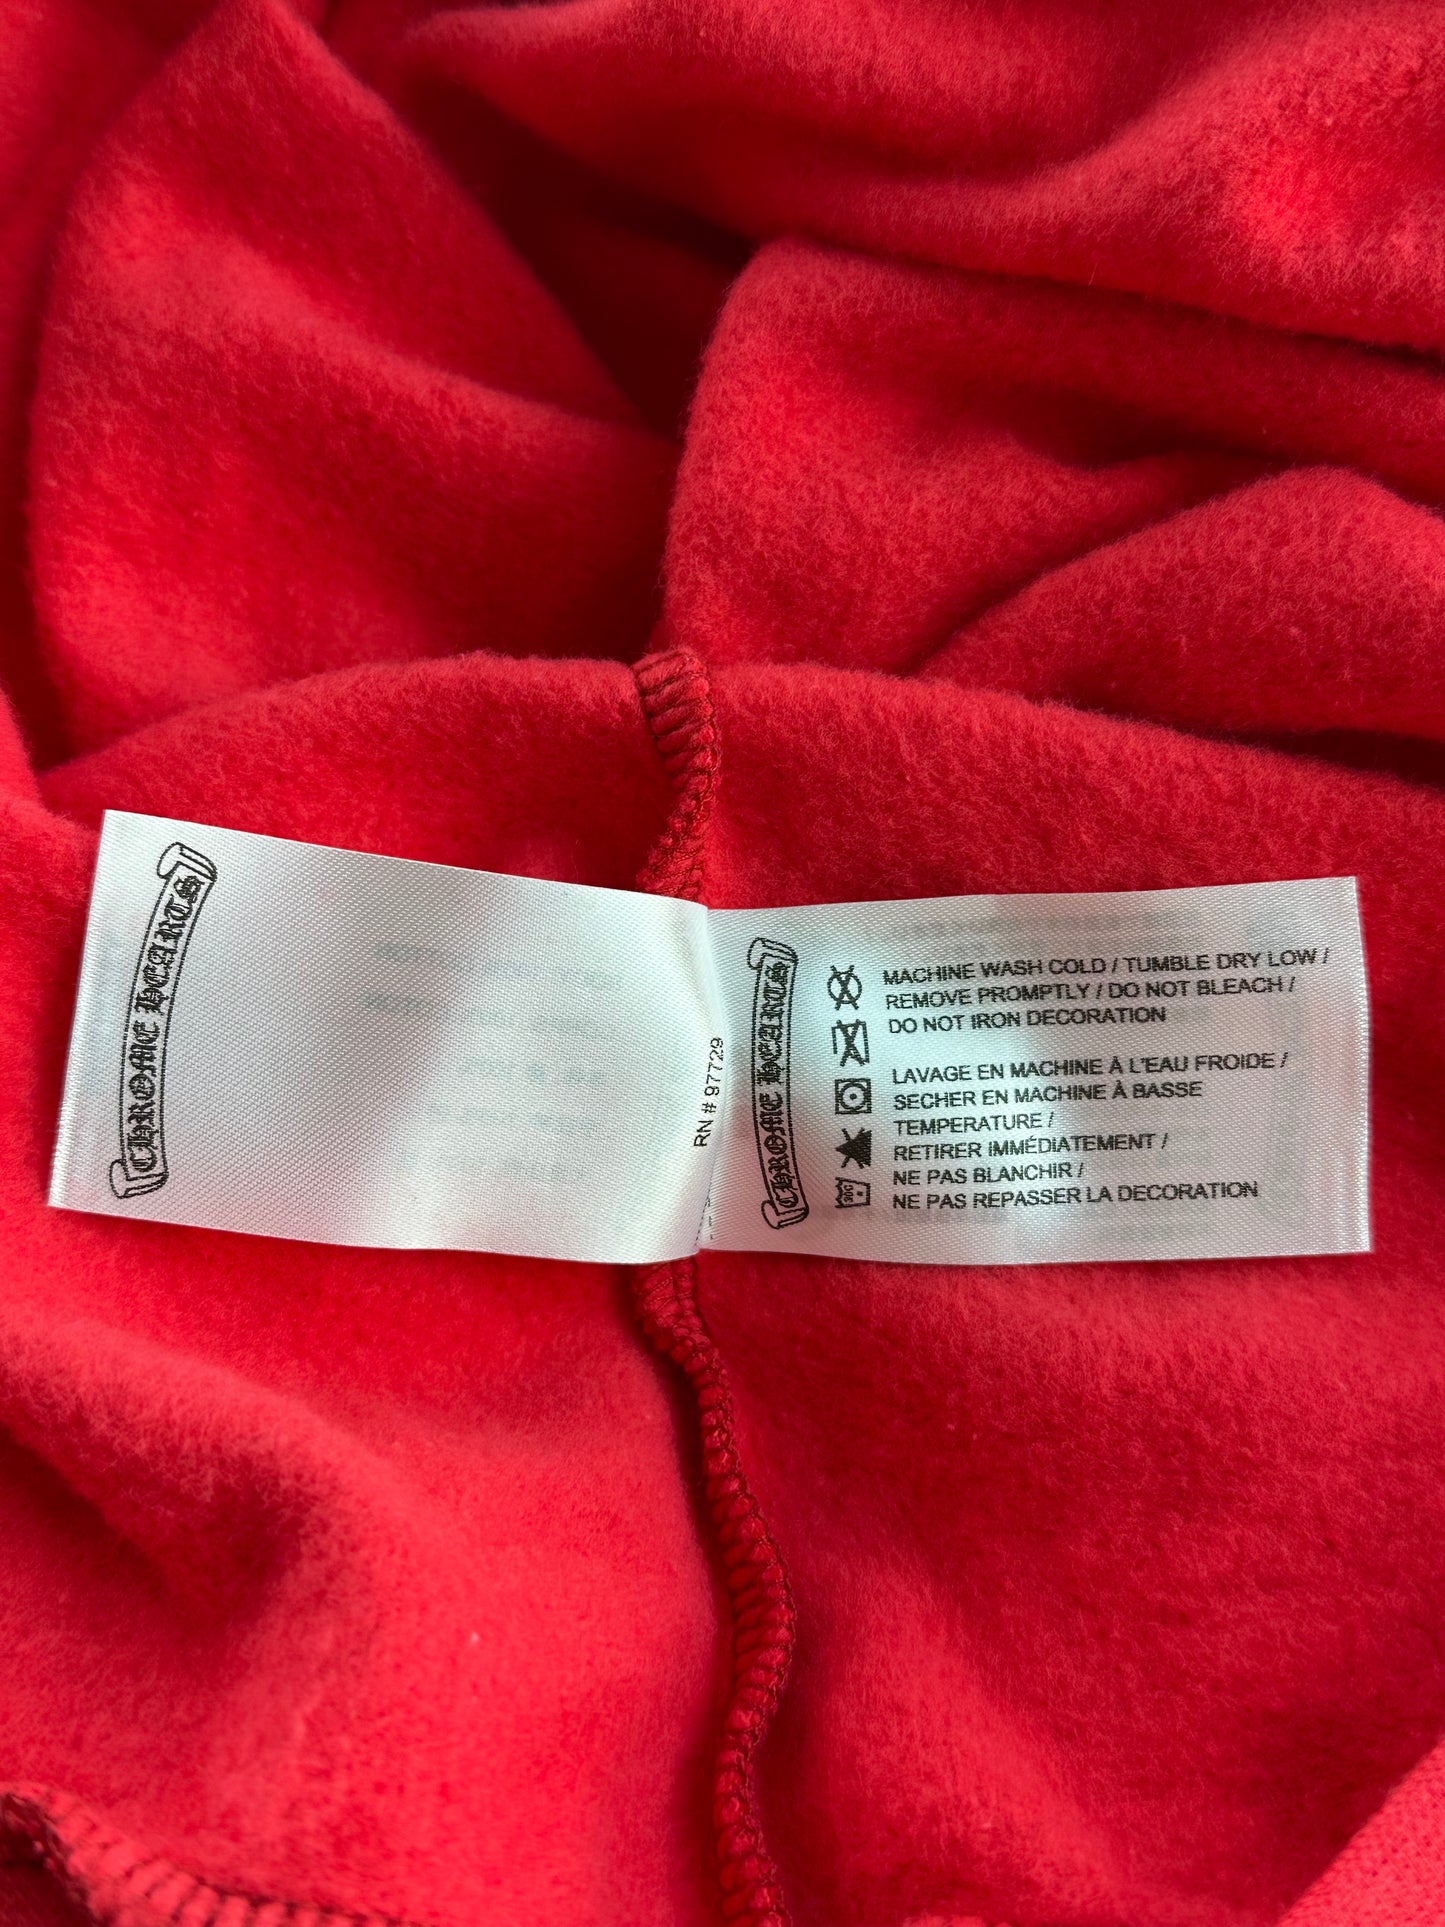 CHROME HEARTS
RN # 97729
CHROME HEARTS
MACHINE WASH COLD / TUMBLE DRY LOW /
REMOVE PROMPTLY / DO NOT BLEACH /
DO NOT IRON DECORATION
LAVAGE EN MACHINE À L'EAU FROIDE /
SECHER EN MACHINE À BASSE
TEMPERATURE /
RETIRER IMMÉDIATEMENT /
NE PAS BLANCHIR /
NE PAS REPASSER LA DECORATION
30C